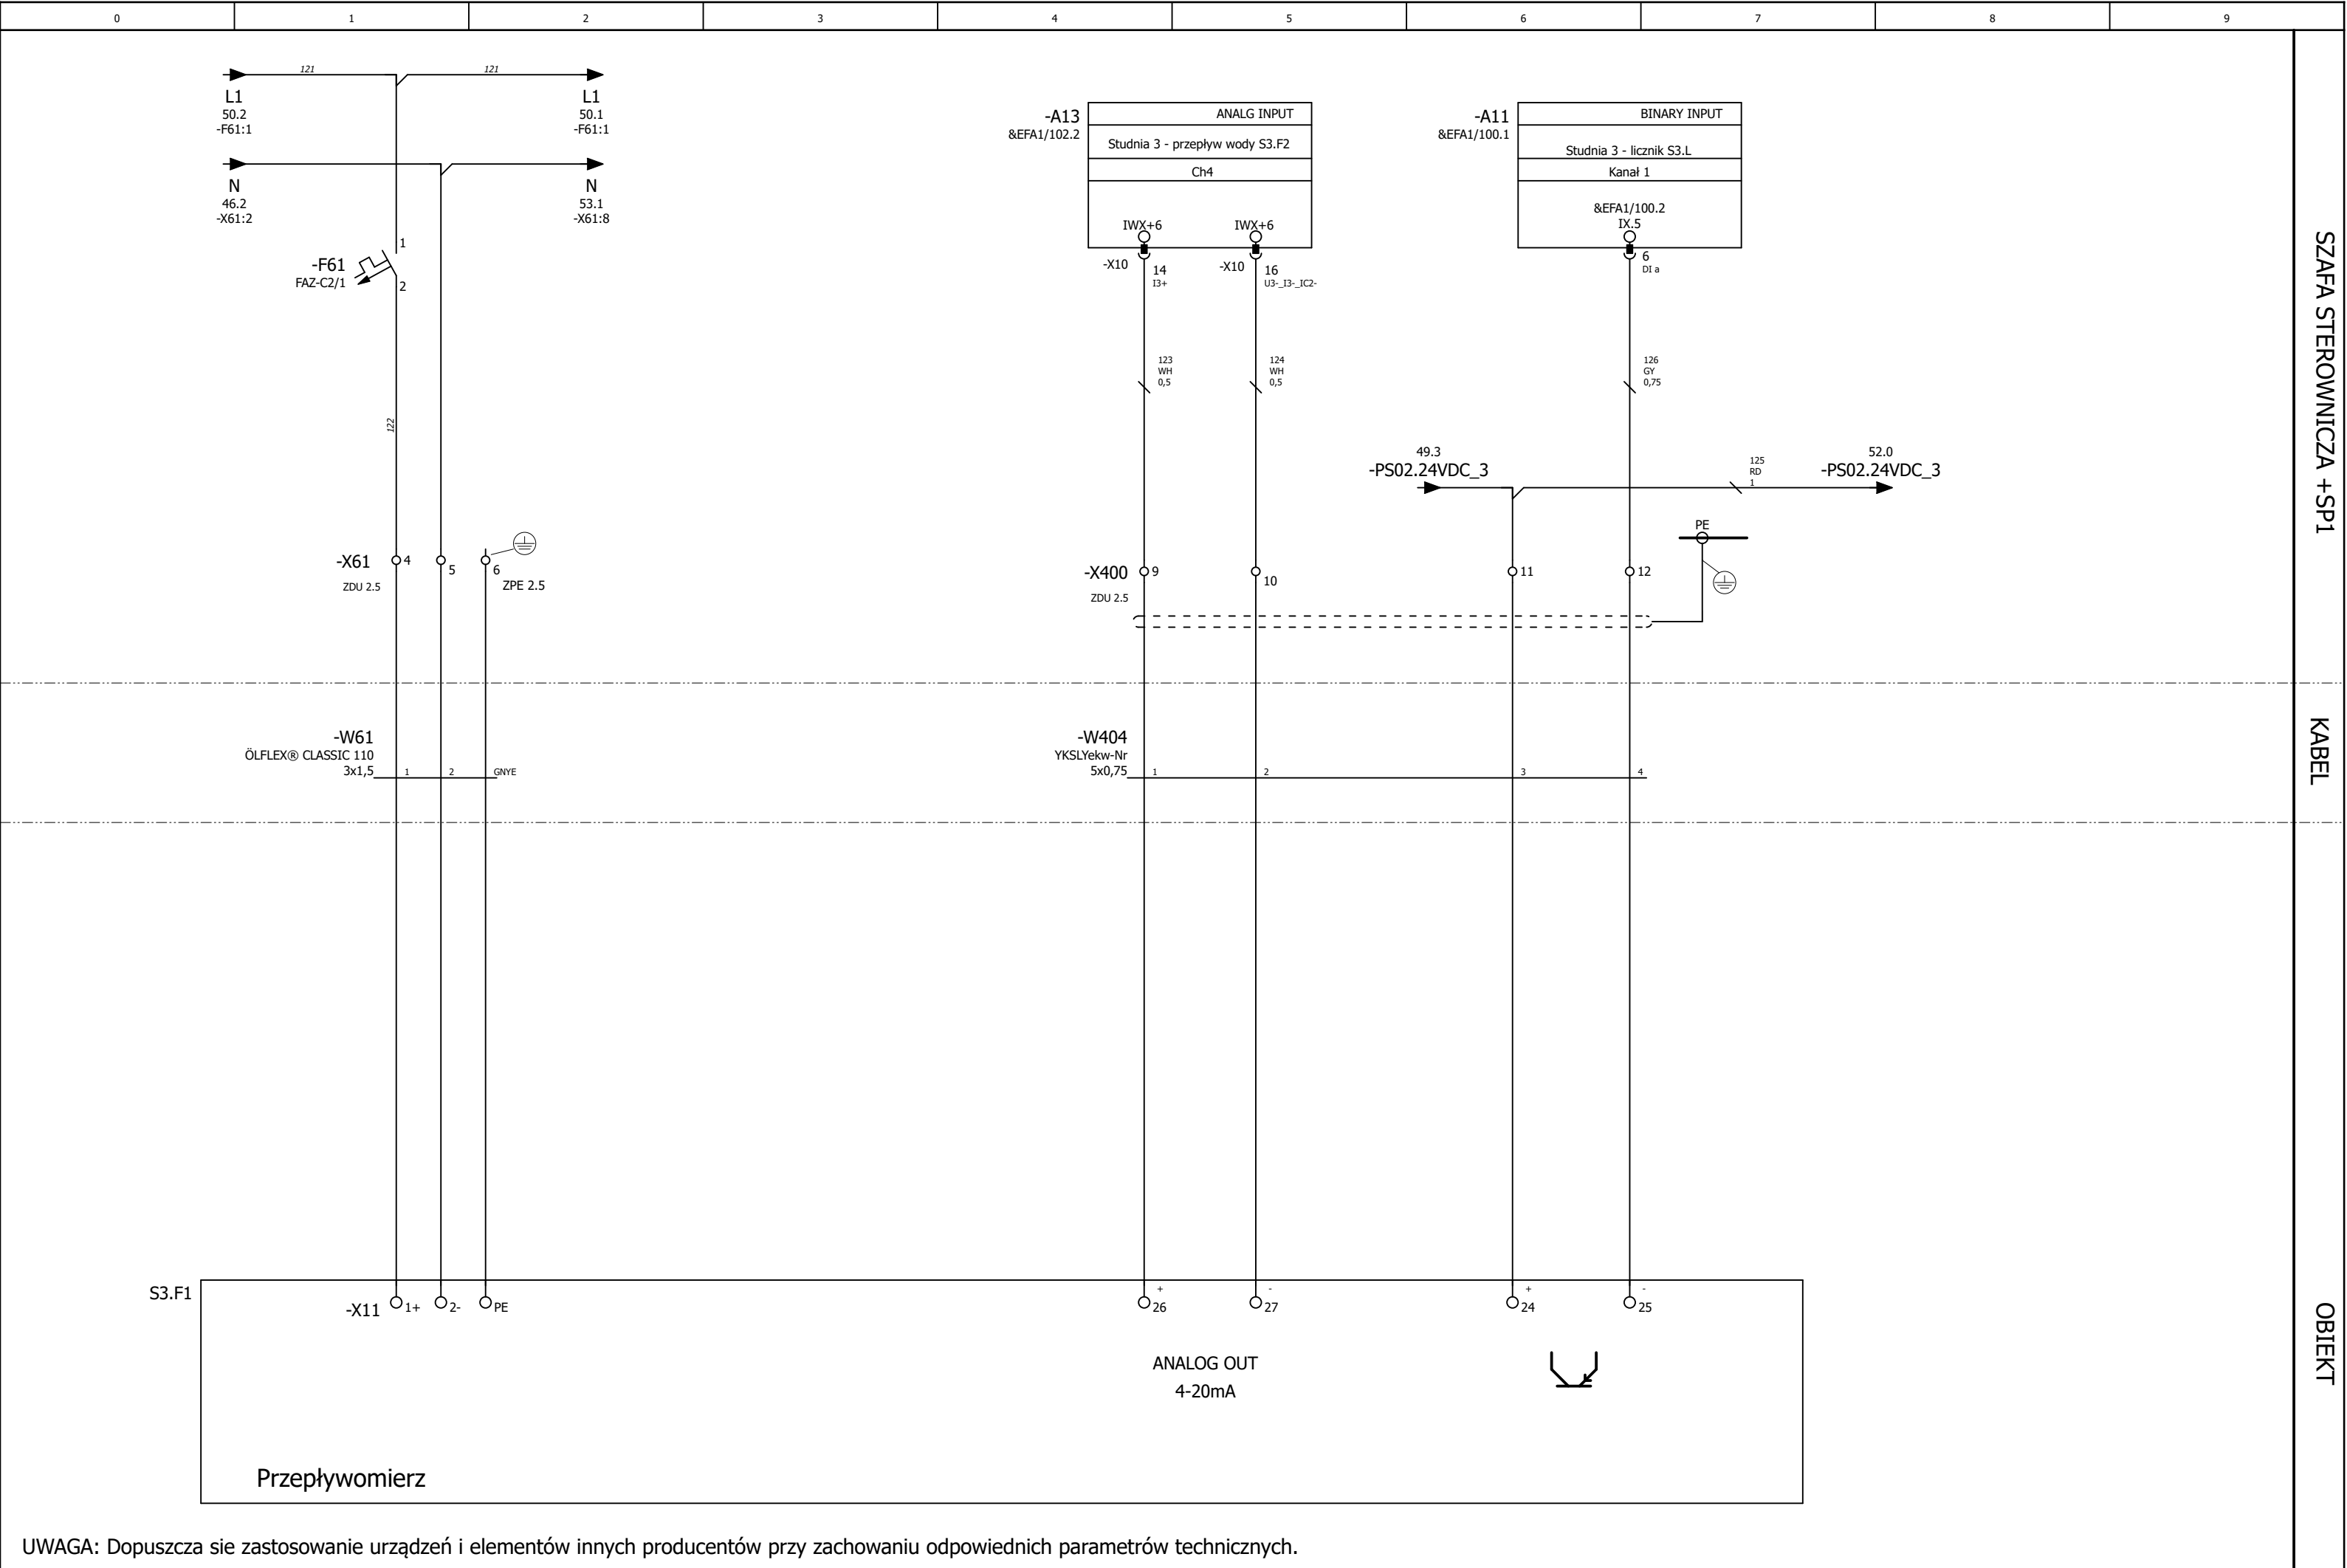 0 1 2 3 4 5 6 7 8 9
121 121
L1
50.2
-F61:1
L1
50.1
-F61:1
N
46.2
-X61:2
N
53.1
-X61:8
-F61
FAZ-C2/1
1
2
122
-A13
&EFA1/102.2
ANALG INPUT
Studnia 3 - przepływ wody S3.F2
Ch4
IWX+6 IWX+6
-X10 14
I3+
-X10 16
U3-_I3-_IC2-
-A11
&EFA1/100.1
BINARY INPUT
Studnia 3 - licznik S3.L
Kanał 1
&EFA1/100.2
IX.5
6
DI a
123
WH
0,5
124
WH
0,5
126
GY
0,75
49.3
-PS02.24VDC_3
125
RD
1
52.0
-PS02.24VDC_3
PE
-X61 4 5 6
ZDU 2.5 ZPE 2.5
-X400 9 10 11 12
ZDU 2.5
SZAFA STEROWNICZA +SP1
-W61
ÖLFLEX® CLASSIC 110
3x1,5 1 2 GNYE
-W404
YKSLYekw-Nr
5x0,75 1 2 3 4
KABEL
S3.F1
-X11 1+ 2- PE
+ - + -
26 27 24 25
ANALOG OUT
4-20mA
Przepływomierz
OBIEKT
UWAGA: Dopuszcza sie zastosowanie urządzeń i elementów innych producentów przy zachowaniu odpowiednich parametrów technicznych.